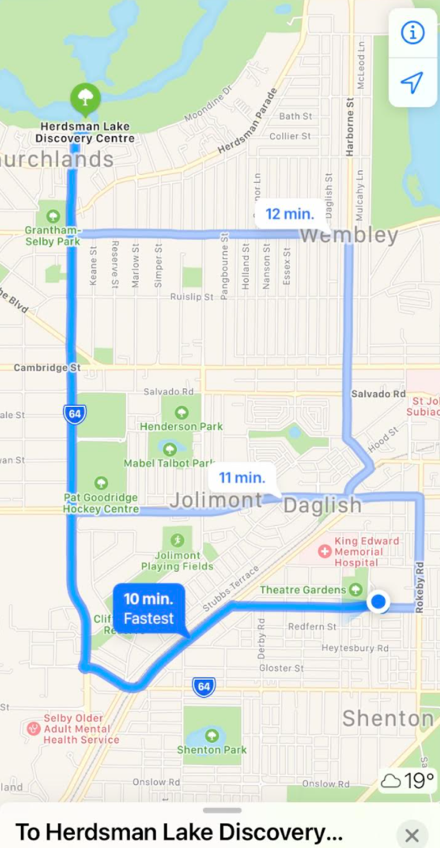 Moondine Dr
McLeod Ln
Herdsman Lake
Discovery Centre
Herdsman Parade
Bath St
Collier St
Harborne St
urchlands
or Ln
Daglish St
Mulcahy Ln
12 min.
Grantham-
Selby Park
Wembley
Keane St
Reserve St
Marlow St
Simper St
Pangbourne St
Holland St
Nanson St
Essex St
Ruislip St
be Blvd
Cambridge St
Salvado Rd
Salvado Rd
St Jo
Subiac
ale St
64
Henderson Park
Hood St
van St
Mabel Talbot Park
11 min.
Pat Goodridge
Hockey Centre
Jolimont
Daglish
Jolimont
Playing Fields
King Edward
Memorial
Hospital
Stubbs Terrace
Theatre Gardens
Rokeby Rd
10 min.
Fastest
Clif
Re
Derby Rd
Redfern St
Heytesbury Rd
Gloster St
64
Selby Older
Adult Mental
Health Service
Shenton
Shenton Park
St
land
Onslow Rd
Onslow Rd
Sa
19°
To Herdsman Lake Discovery...